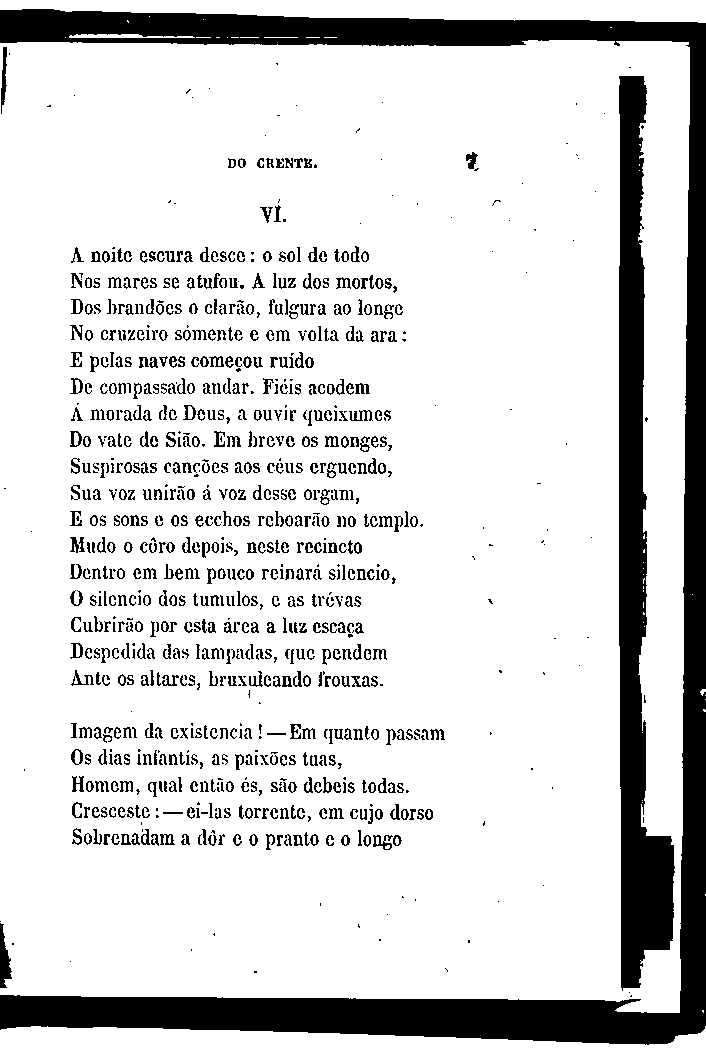 DO CRENTE. 7
VI.
A noite escura desce: o sol de todo
Nos mares se atufou. A luz dos mortos,
Dos brandões o clarão, fulgura ao longe
No cruzeiro sómente e em volta da ara:
E pelas naves começou ruído
De compassado andar. Fiéis acodem
Á morada de Deus, a ouvir queixumes
Do vate de Sião. Em breve os monges,
Suspirosas canções aos céus erguendo,
Sua voz unirão á voz desse orgam,
E os sons e os ecchos reboarão no templo.
Mudo o côro depois, neste recincto
Dentro em bem pouco reinará silencio,
O silencio dos tumulos, e as trévas
Cubrirão por esta área a luz escaça
Despedida das lampadas, que pendem
Ante os altares, bruxuleando frouxas.
Imagem da existencia!—Em quanto passam
Os dias infantís, as paixões tuas,
Homem, qual então és, são debeis todas.
Cresceste:—ei-las torrente, em cujo dorso
Sobrenadam a dôr e o pranto e o longo